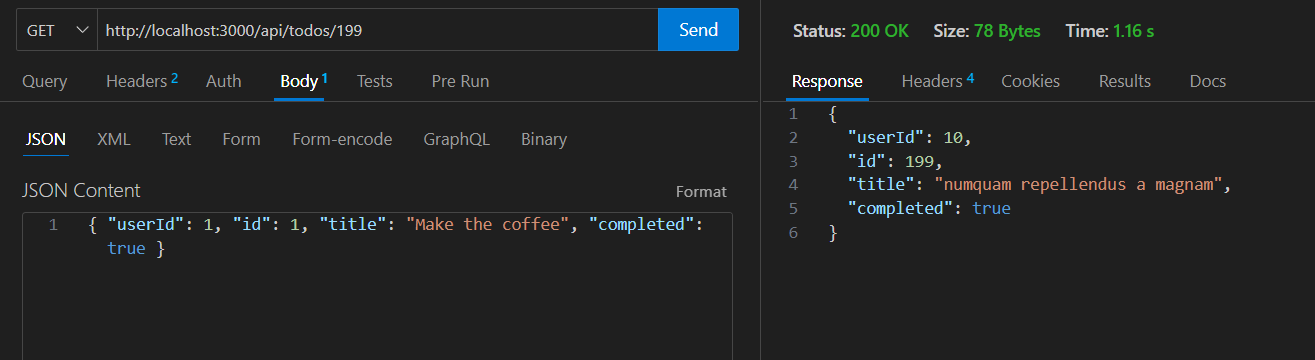 GET http://localhost:3000/api/todos/199 Send
Query Headers 2 Auth Body 1 Tests Pre Run
JSON XML Text Form Form-encode GraphQL Binary
JSON Content Format
1 { "userId": 1, "id": 1, "title": "Make the coffee", "completed":
true }
Status: 200 OK Size: 78 Bytes Time: 1.16 s
Response Headers 4 Cookies Results Docs
1 {
2 "userId": 10,
3 "id": 199,
4 "title": "numquam repellendus a magnam",
5 "completed": true
6 }